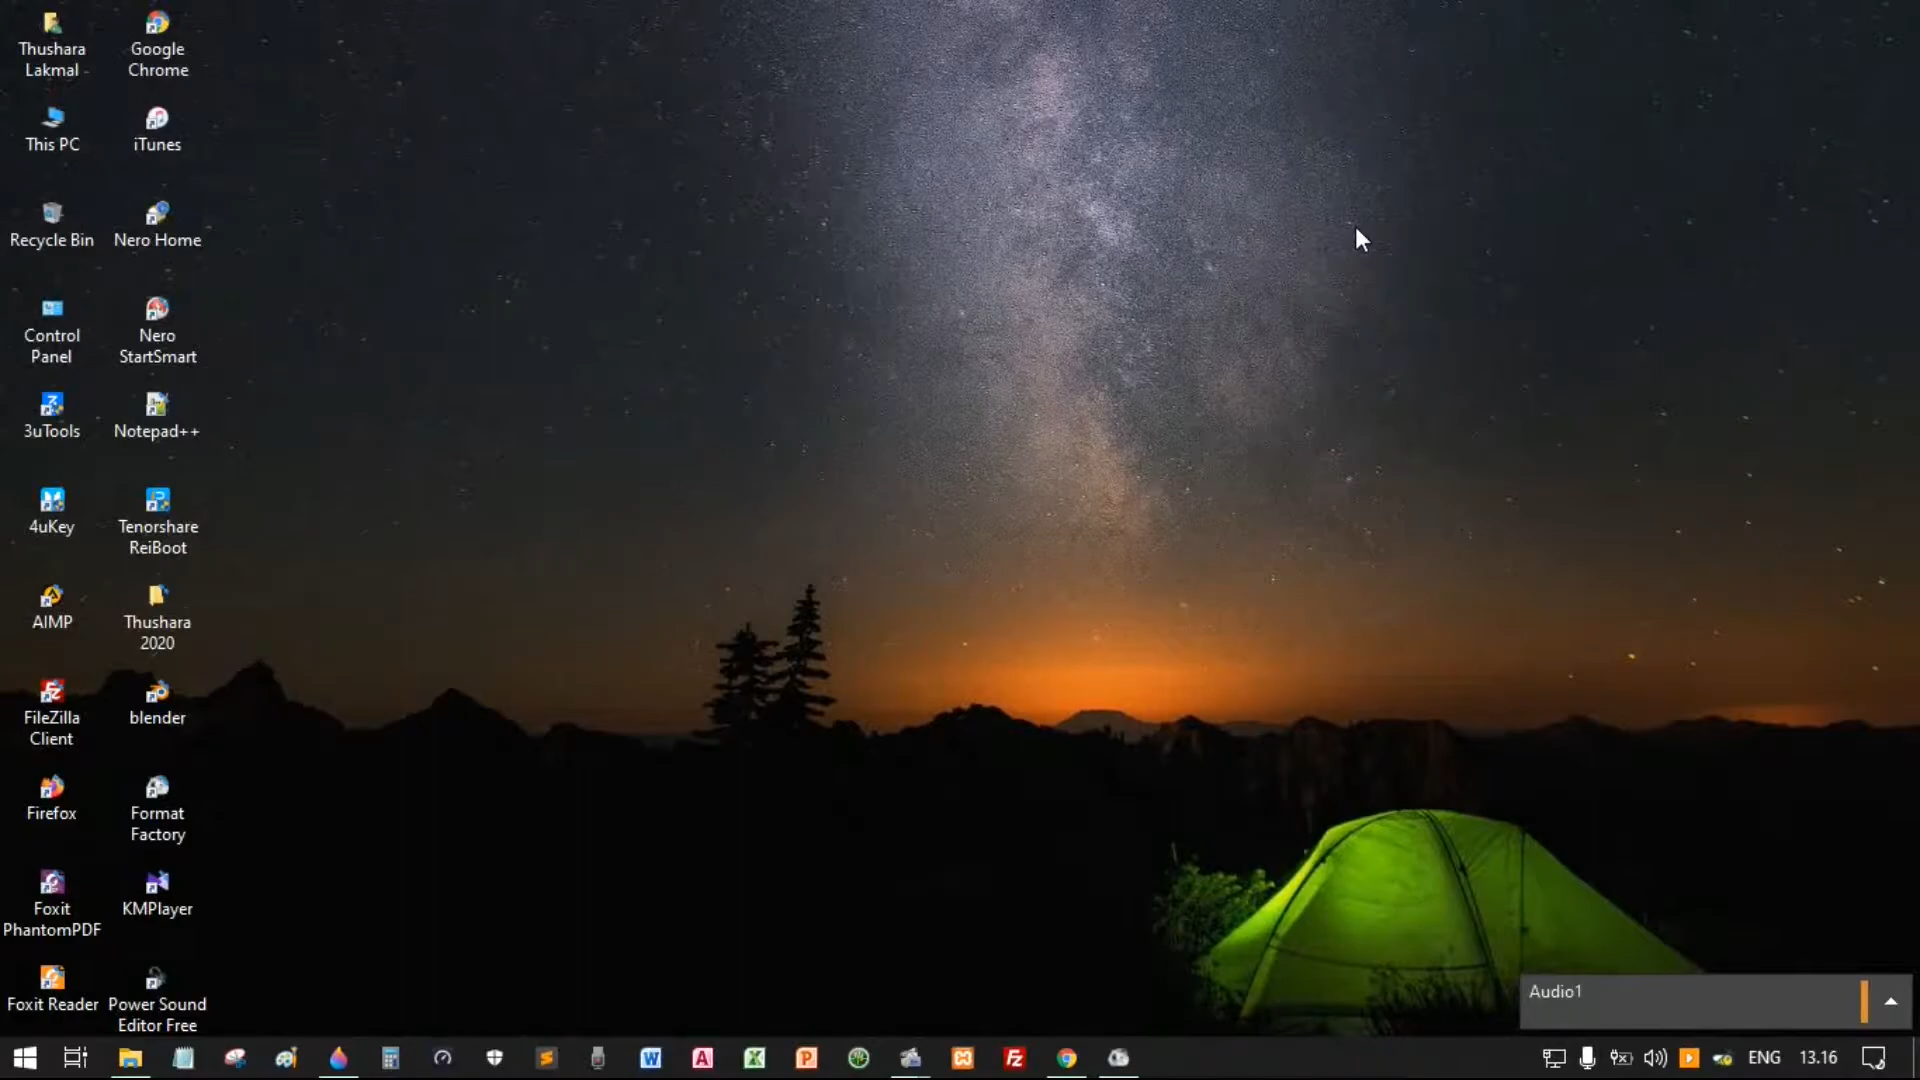 Thushara
Lakmal
Google
Chrome
This PC
iTunes
Recycle Bin
Nero Home
Control
Panel
Nero
StartSmart
3uTools
Notepad++
4uKey
Tenorshare
ReiBoot
AIMP
Thushara
2020
FileZilla
Client
blender
Firefox
Format
Factory
Foxit
PhantomPDF
KMPlayer
Foxit Reader
Power Sound
Editor Free
Audio1
ENG
13.16